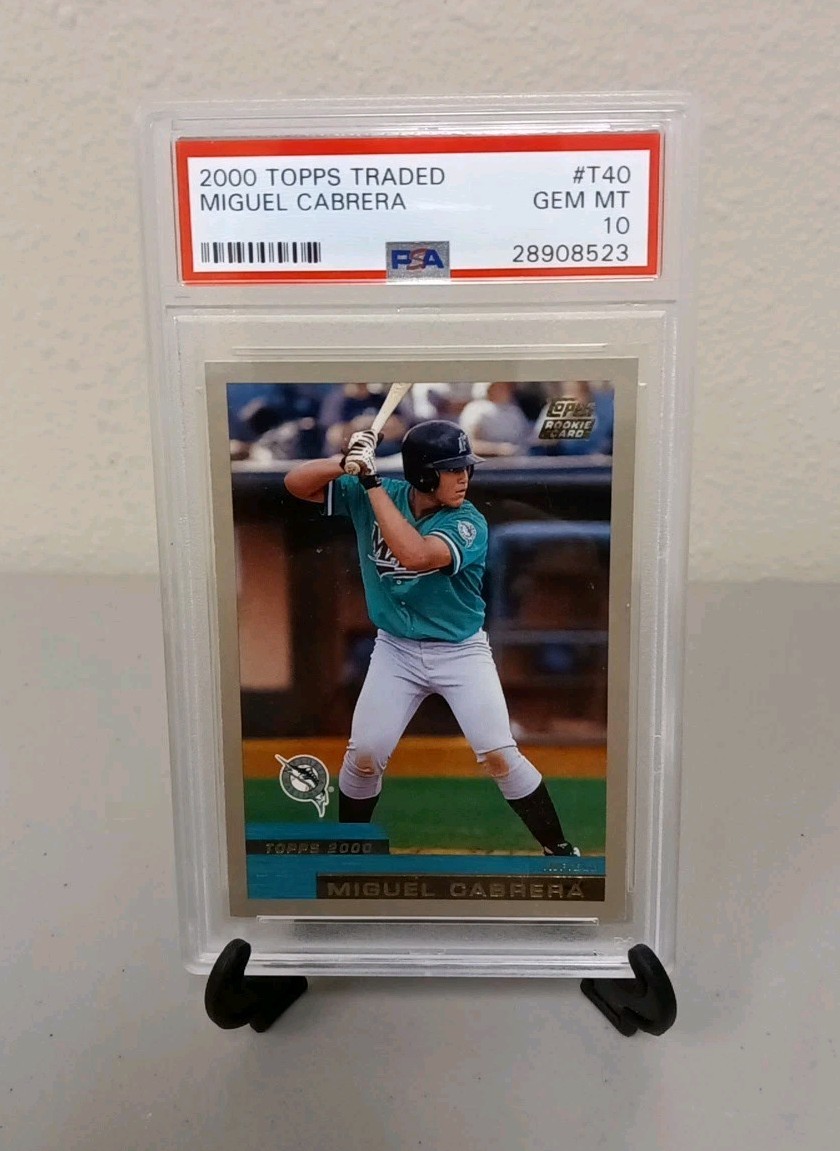 2000 TOPPS TRADED #T40
MIGUEL CABRERA GEM MT
10
PSA 28908523
TOPPS
ROOKIE
CARD
TOPPS 2000
MIGUEL CABRERA